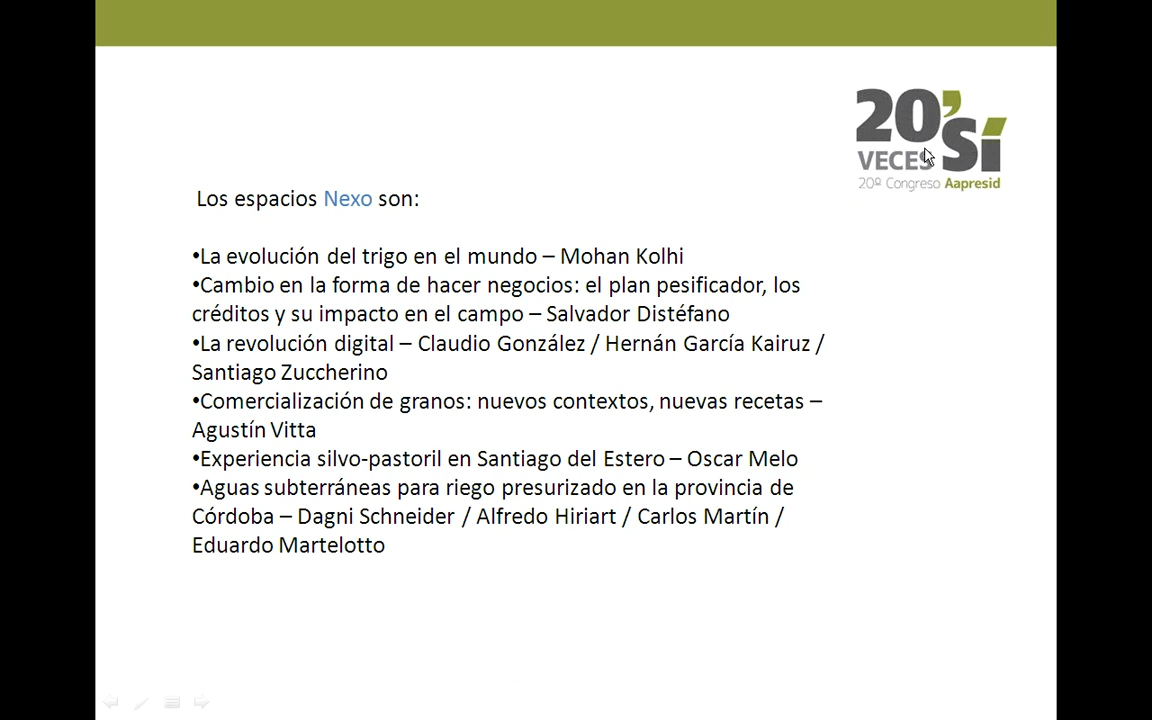 20’Sí
VECES
20º Congreso Aapresid
Los espacios Nexo son:
•La evolución del trigo en el mundo – Mohan Kolhi
•Cambio en la forma de hacer negocios: el plan pesificador, los
créditos y su impacto en el campo – Salvador Distéfano
•La revolución digital – Claudio González / Hernán García Kairuz /
Santiago Zuccherino
•Comercialización de granos: nuevos contextos, nuevas recetas –
Agustín Vitta
•Experiencia silvo-pastoril en Santiago del Estero – Oscar Melo
•Aguas subterráneas para riego presurizado en la provincia de
Córdoba – Dagni Schneider / Alfredo Hiriart / Carlos Martín /
Eduardo Martelotto